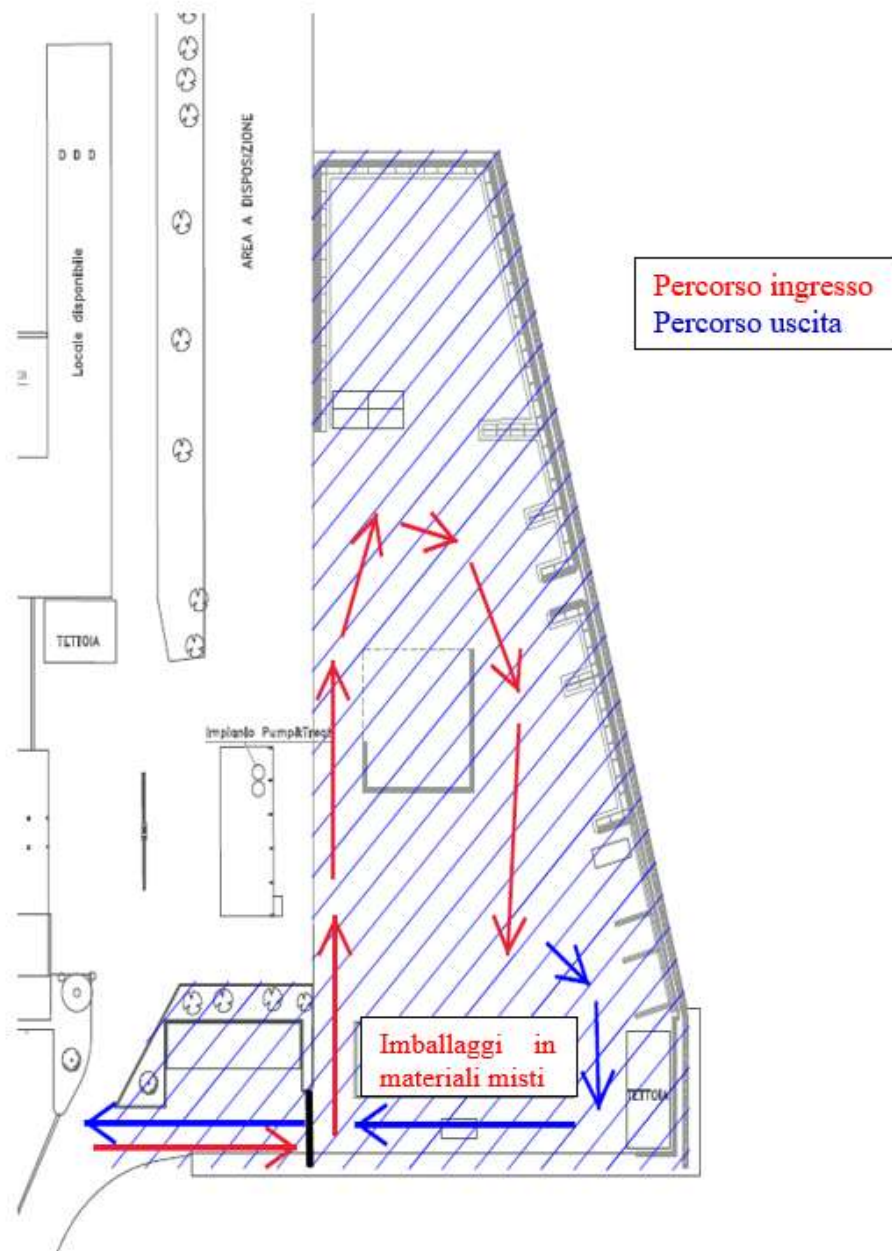 AREA A DISPOSIZIONE
Locale disponibile
Percorso ingresso
Percorso uscita
TETTOIA
Impianto Pump&Treat
Imballaggi in
materiali misti
TETTOIA